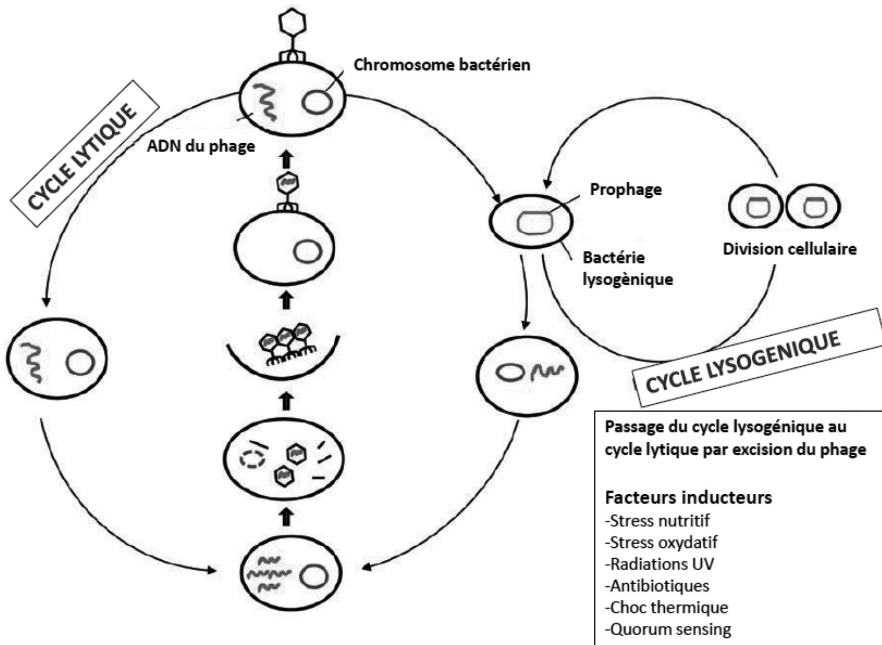 Chromosome bactérien
ADN du phage
CYCLE LYTIQUE
Prophage
Bactérie
lysogènique
Division cellulaire
CYCLE LYSOGENIQUE
Passage du cycle lysogénique au
cycle lytique par excision du phage
Facteurs inducteurs
-Stress nutritif
-Stress oxydatif
-Radiations UV
-Antibiotiques
-Choc thermique
-Quorum sensing